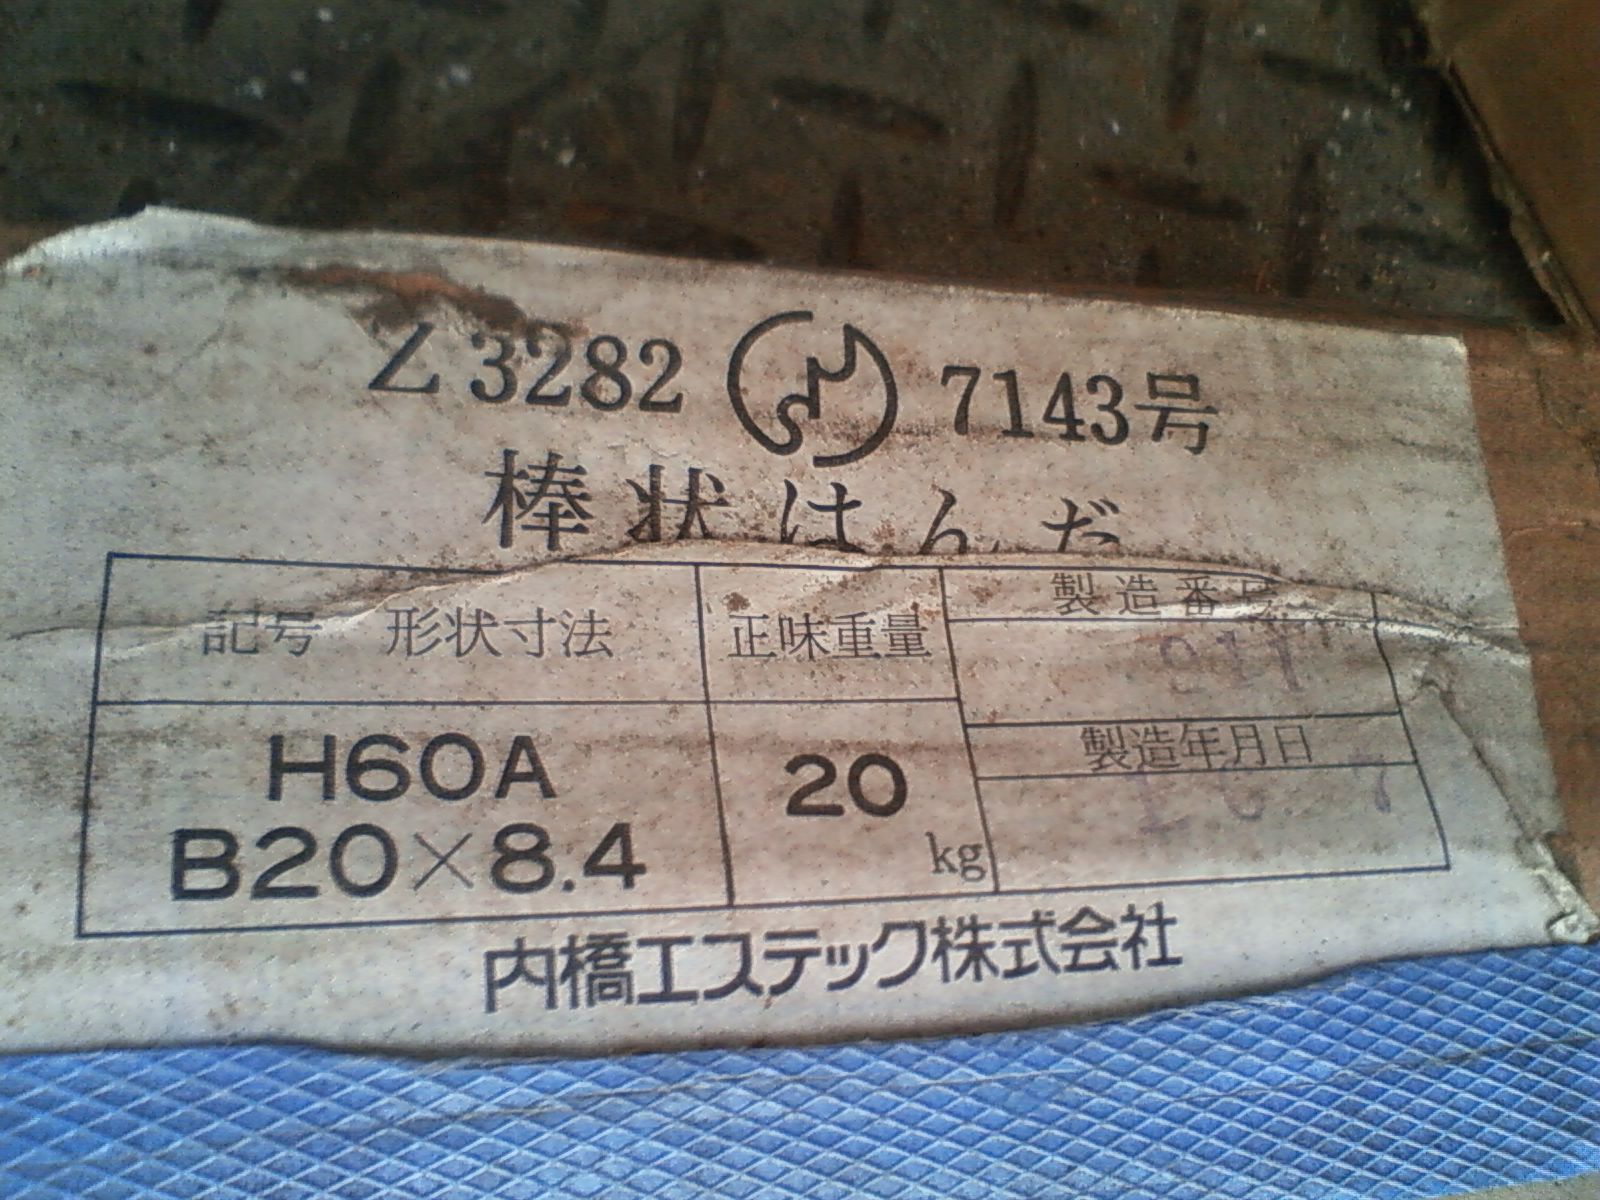 Z3282 7143号
棒状はんだ
記号 形状寸法 正味重量 製造番号
911
H60A 20 製造年月日
B20×8.4 kg
内橋エステック株式会社